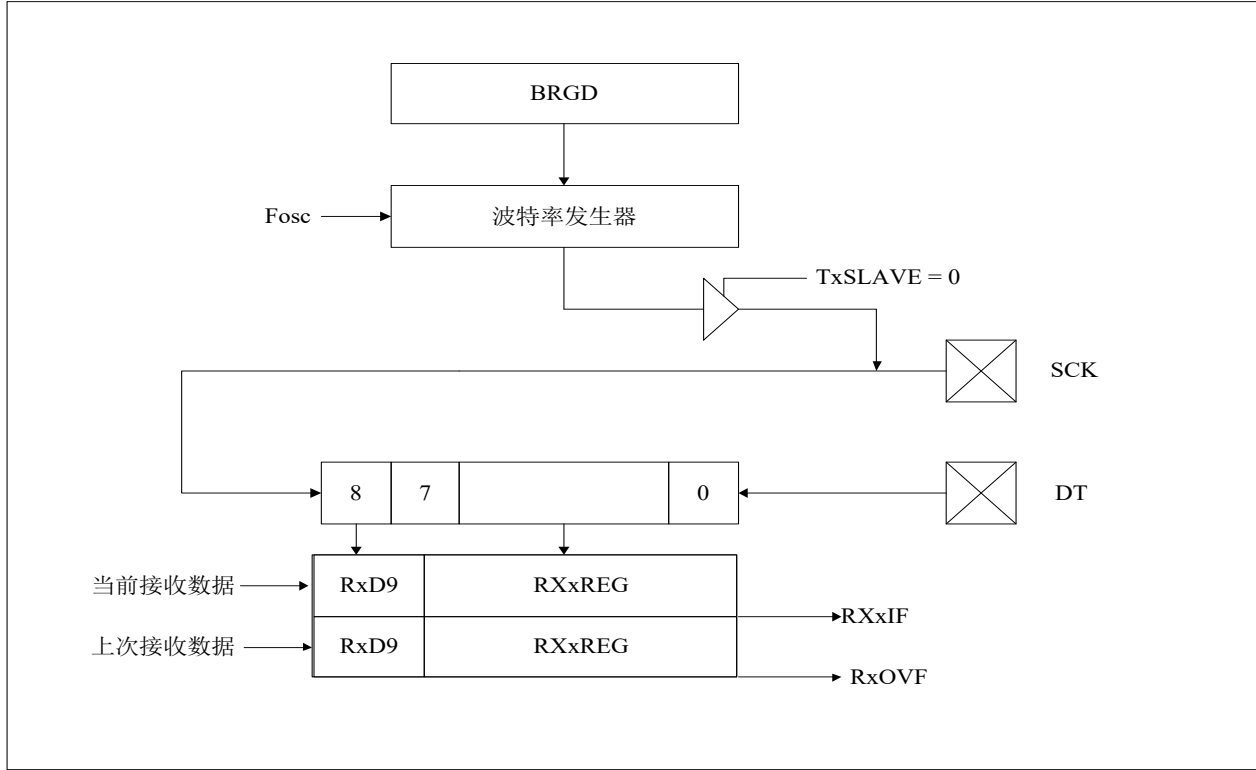 BRGD
Fosc
波特率发生器
TxSLAVE = 0
SCK
8 7 0
DT
当前接收数据 RxD9 RXxREG
RXxIF
上次接收数据 RxD9 RXxREG
RxOVF